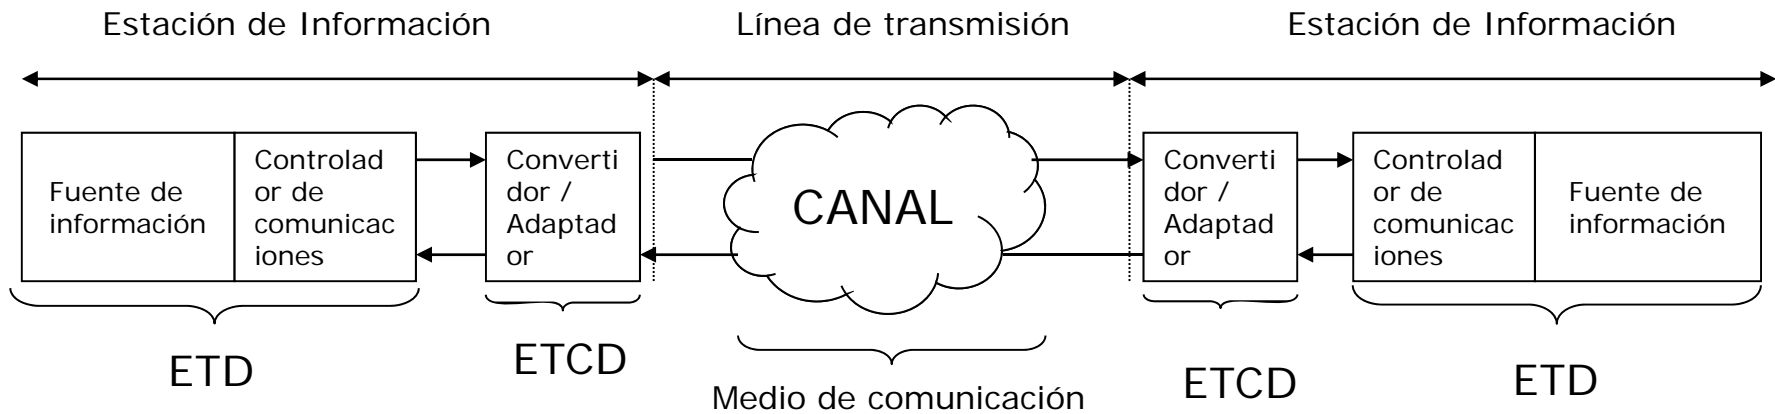 Estación de Información
Línea de transmisión
Estación de Información
Fuente de
información
Controlad
or de
comunicac
iones
Converti
dor /
Adaptad
or
CANAL
Converti
dor /
Adaptad
or
Controlad
or de
comunicac
iones
Fuente de
información
ETD
ETCD
Medio de comunicación
ETCD
ETD